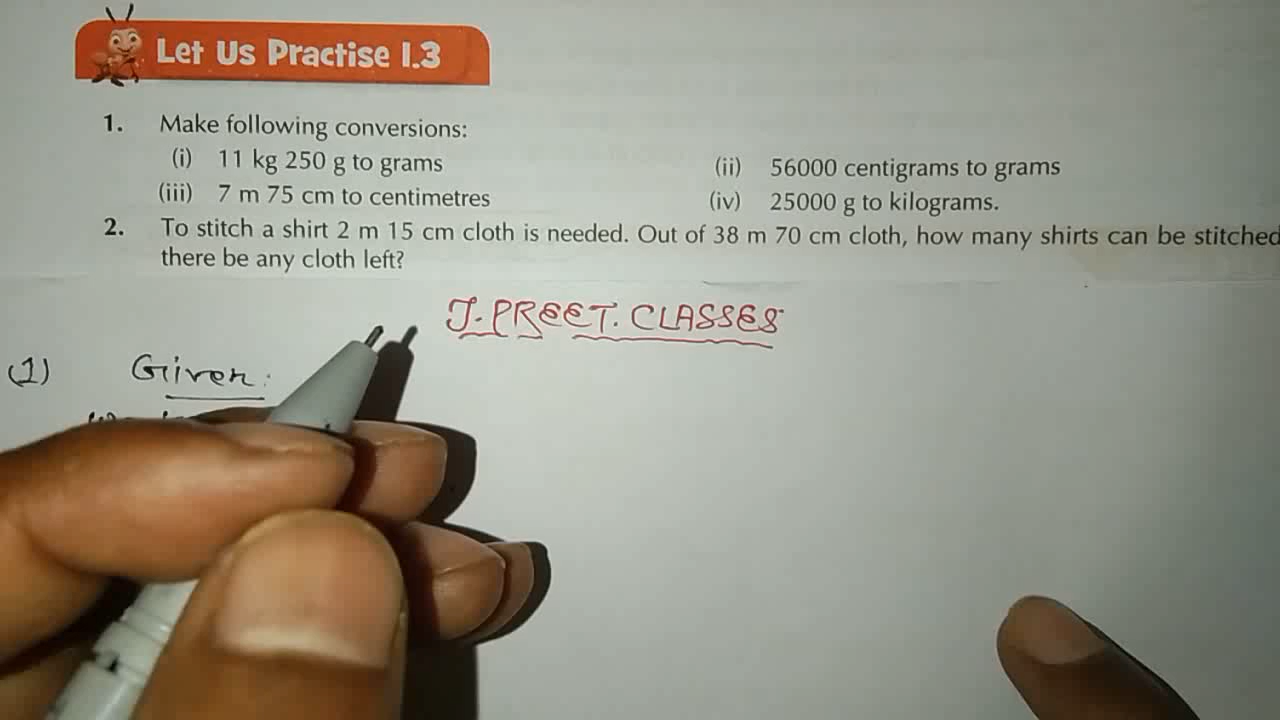 Let Us Practise 1.3
1. Make following conversions:
(i) 11 kg 250 g to grams
(ii) 56000 centigrams to grams
(iii) 7 m 75 cm to centimetres
(iv) 25000 g to kilograms.
2. To stitch a shirt 2 m 15 cm cloth is needed. Out of 38 m 70 cm cloth, how many shirts can be stitched
there be any cloth left?
J. PREET. CLASSES
(1) Given: